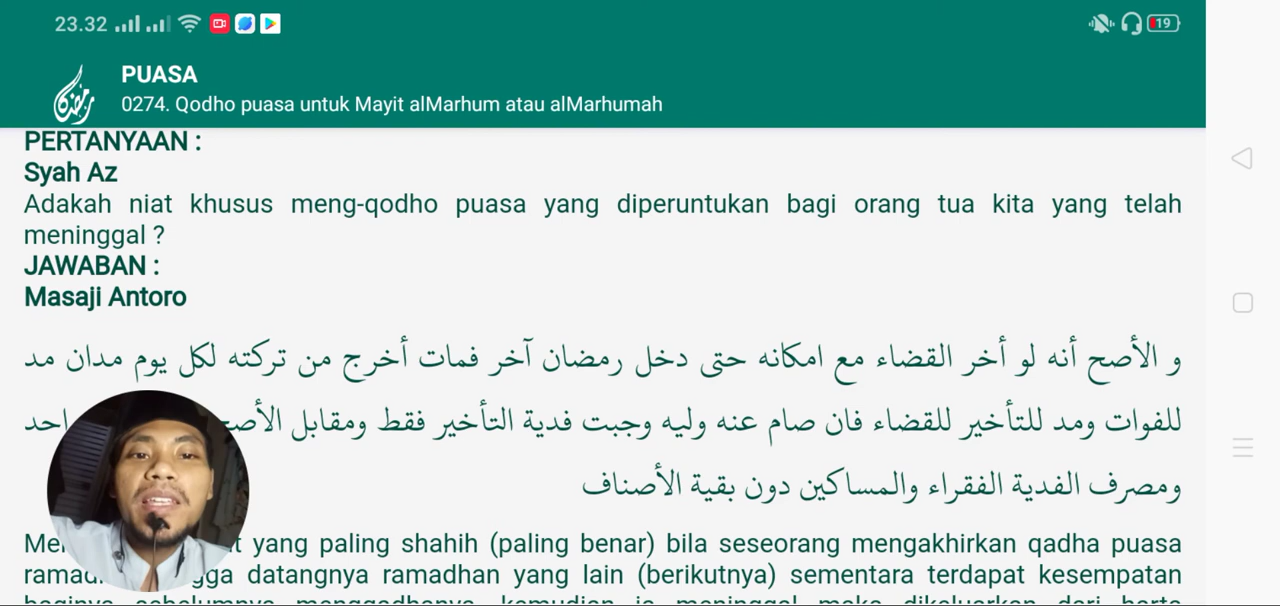 23.32
19
PUASA
0274. Qodho puasa untuk Mayit alMarhum atau alMarhumah
PERTANYAAN :
Syah Az
Adakah niat khusus meng-qodho puasa yang diperuntukan bagi orang tua kita yang telah
meninggal ?
JAWABAN :
Masaji Antoro
و الأصح أنه لو أخر القضاء مع امكانه حتى دخل رمضان آخر فمات أخرج من تركته لكل يوم مدان مد
للفوات ومد للتأخير للقضاء فان صام عنه وليه وجبت فدية التأخير فقط ومقابل
ومصرف الفدية الفقراء والمساكين دون بقية الأصناف
yang paling shahih (paling benar) bila seseorang mengakhirkan qadha puasa
datangnya ramadhan yang lain (berikutnya) sementara terdapat kesempatan